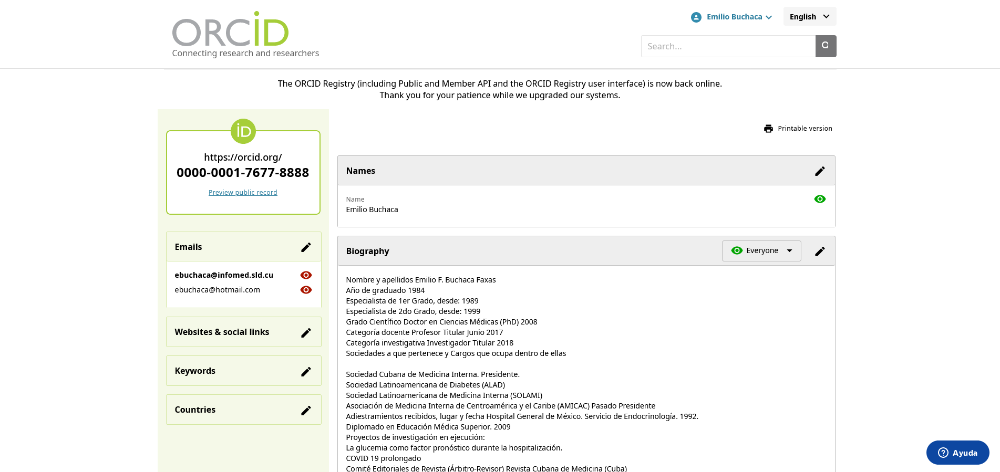 ORCID
Connecting research and researchers
Emilio Buchaca
English
Search...
The ORCID Registry (including Public and Member API and the ORCID Registry user interface) is now back online.
Thank you for your patience while we upgraded our systems.
iD
https://orcid.org/
0000-0001-7677-8888
Preview public record
Emails
ebuchaca@infomed.sld.cu
ebuchaca@hotmail.com
Websites & social links
Keywords
Countries
Printable version
Names
Name
Emilio Buchaca
Biography
Everyone
Nombre y apellidos Emilio F. Buchaca Faxas
Año de graduado 1984
Especialista de 1er Grado, desde: 1989
Especialista de 2do Grado, desde: 1999
Grado Científico Doctor en Ciencias Médicas (PhD) 2008
Categoría docente Profesor Titular Junio 2017
Categoría investigativa Investigador Titular 2018
Sociedades a que pertenece y Cargos que ocupa dentro de ellas
Sociedad Cubana de Medicina Interna. Presidente.
Sociedad Latinoamericana de Diabetes (ALAD)
Sociedad Latinoamericana de Medicina Interna (SOLAMI)
Asociación de Medicina Interna de Centroamérica y el Caribe (AMICAC) Pasado Presidente
Adiestramientos recibidos, lugar y fecha Hospital General de México. Servicio de Endocrinología. 1992.
Diplomado en Educación Médica Superior. 2009
Proyectos de investigación en ejecución:
La glucemia como factor pronóstico durante la hospitalización.
COVID 19 prolongado
Comité Editoriales de Revista (Árbitro-Revisor) Revista Cubana de Medicina (Cuba)
Ayuda